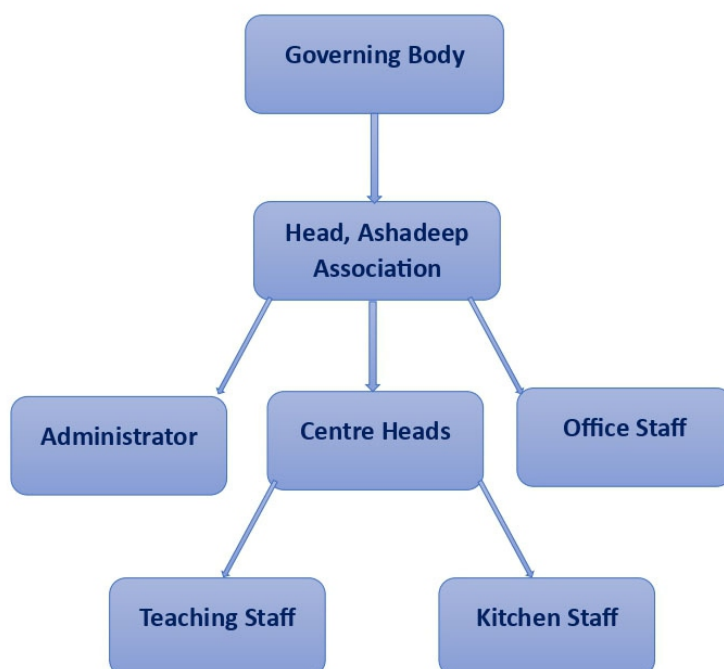 Governing Body
Head, Ashadeep
Association
Administrator
Centre Heads
Office Staff
Teaching Staff
Kitchen Staff